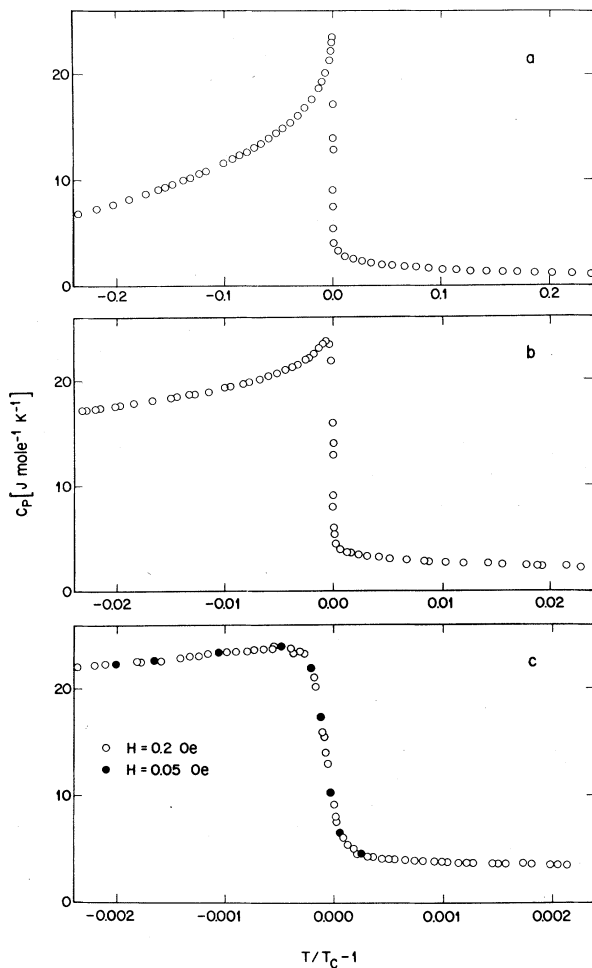 a
20
10
0
-0.2 -0.1 0.0 0.1 0.2
b
20
10
0
-0.02 -0.01 0.00 0.01 0.02
Cp [J mole⁻¹ K⁻¹]
c
20
○ H = 0.2 Oe
● H = 0.05 Oe
10
0
-0.002 -0.001 0.000 0.001 0.002
T/T_C-1